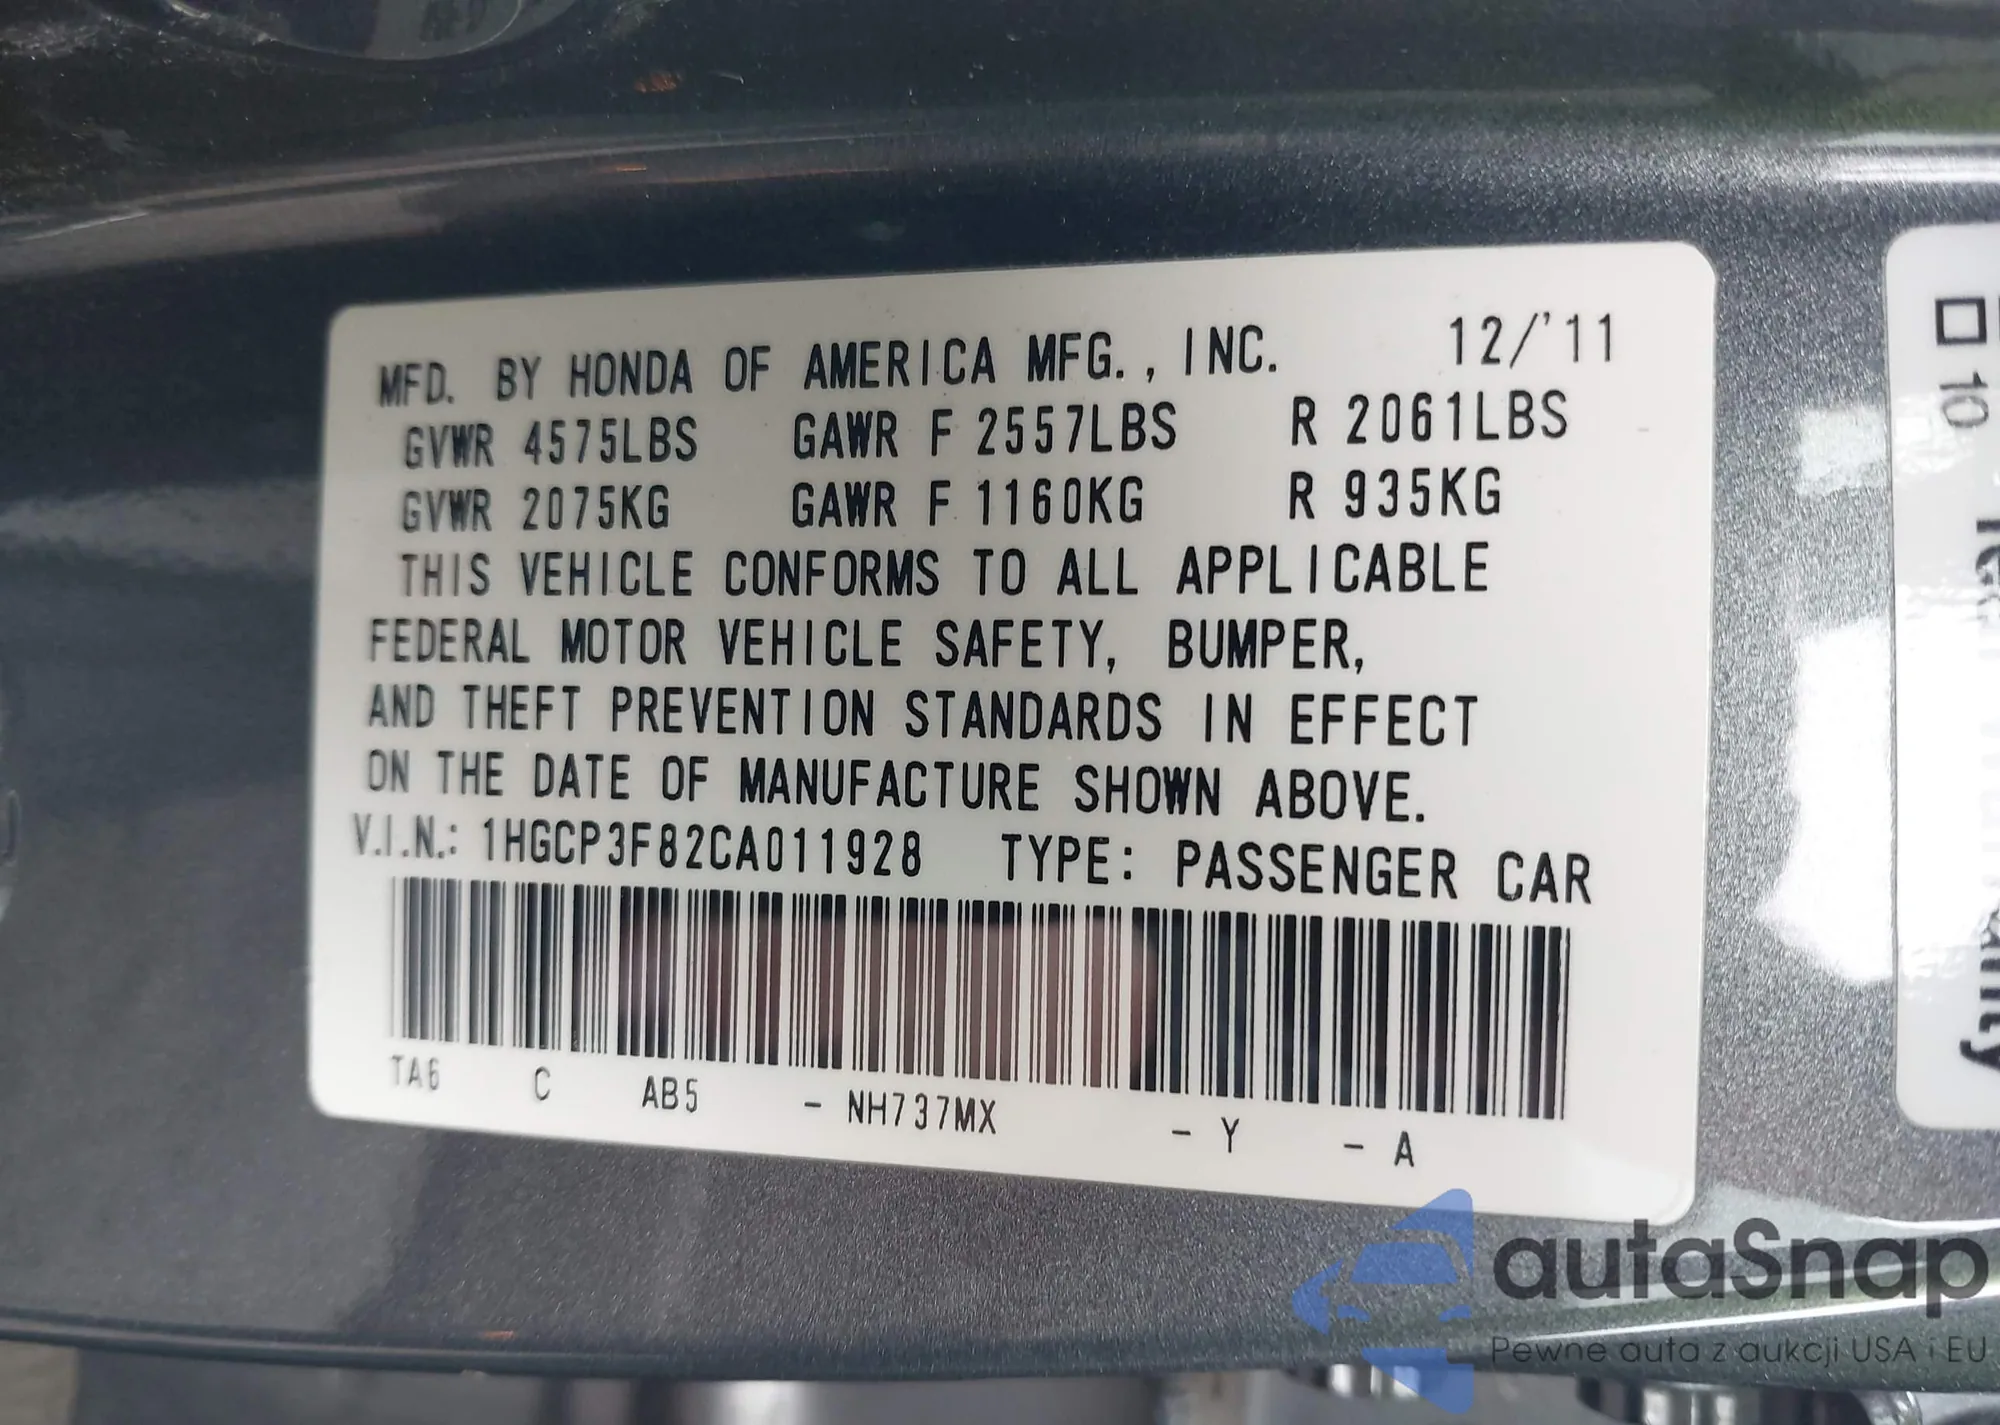 MFD. BY HONDA OF AMERICA MFG., INC. 12/'11
GVWR 4575LBS GAWR F 2557LBS R 2061LBS
GVWR 2075KG GAWR F 1160KG R 935KG
THIS VEHICLE CONFORMS TO ALL APPLICABLE
FEDERAL MOTOR VEHICLE SAFETY, BUMPER,
AND THEFT PREVENTION STANDARDS IN EFFECT
ON THE DATE OF MANUFACTURE SHOWN ABOVE.
V.I.N.: 1HGCP3F82CA011928 TYPE: PASSENGER CAR
TA6 C AB5 - NH737MX - Y - A
10
autaSnap
Pewne auta z aukcji USA i EU